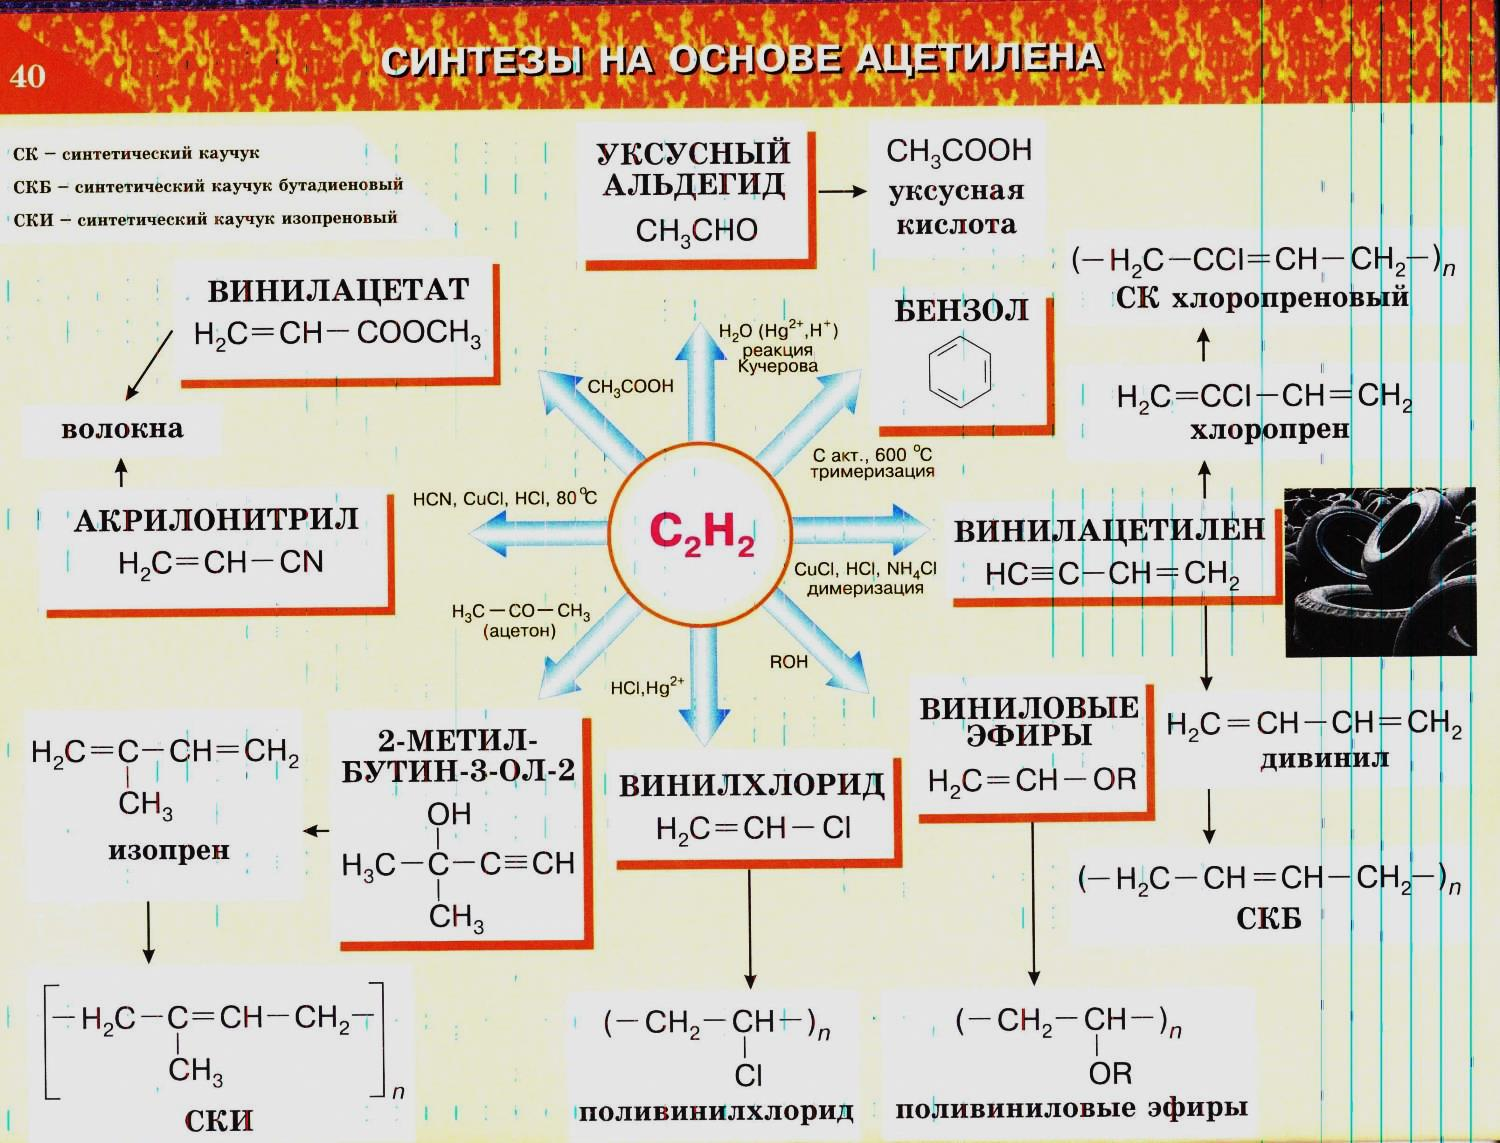 40
СИНТЕЗЫ НА ОСНОВЕ АЦЕТИЛЕНА
СК – синтетический каучук
СКБ – синтетический каучук бутадиеновый
СКИ – синтетический каучук изопреновый
УКСУСНЫЙ
АЛЬДЕГИД
CH₃CHO
CH₃COOH
уксусная
кислота
ВИНИЛАЦЕТАТ
H₂C=CH–COOCH₃
волокна
АКРИЛОНИТРИЛ
H₂C=CH–CN
БЕНЗОЛ
(–H₂C–CCl=CH–CH₂–)ₙ
СК хлоропреновый
H₂C=CCl–CH=CH₂
хлоропрен
ВИНИЛАЦЕТИЛЕН
HC≡C–CH=CH₂
CH₃COOH
H₂O (Hg²⁺,H⁺)
реакция
Кучерова
C акт., 600 °C
тримеризация
HCN, CuCl, HCl, 80 °C
C₂H₂
CuCl, HCl, NH₄Cl
димеризация
H₃C–CO–CH₃
(ацетон)
HCl,Hg²⁺
ROH
H₂C=C–CH=CH₂
CH₃
изопрен
2-МЕТИЛ-
БУТИН-3-ОЛ-2
OH
H₃C–C–C≡CH
CH₃
ВИНИЛХЛОРИД
H₂C=CH–Cl
ВИНИЛОВЫЕ
ЭФИРЫ
H₂C=CH–OR
H₂C=CH–CH=CH₂
дивинил
(–H₂C–CH=CH–CH₂–)ₙ
СКБ
[–H₂C–C=CH–CH₂–]ₙ
CH₃
СКИ
(–CH₂–CH–)ₙ
Cl
поливинилхлорид
(–CH₂–CH–)ₙ
OR
поливиниловые эфиры